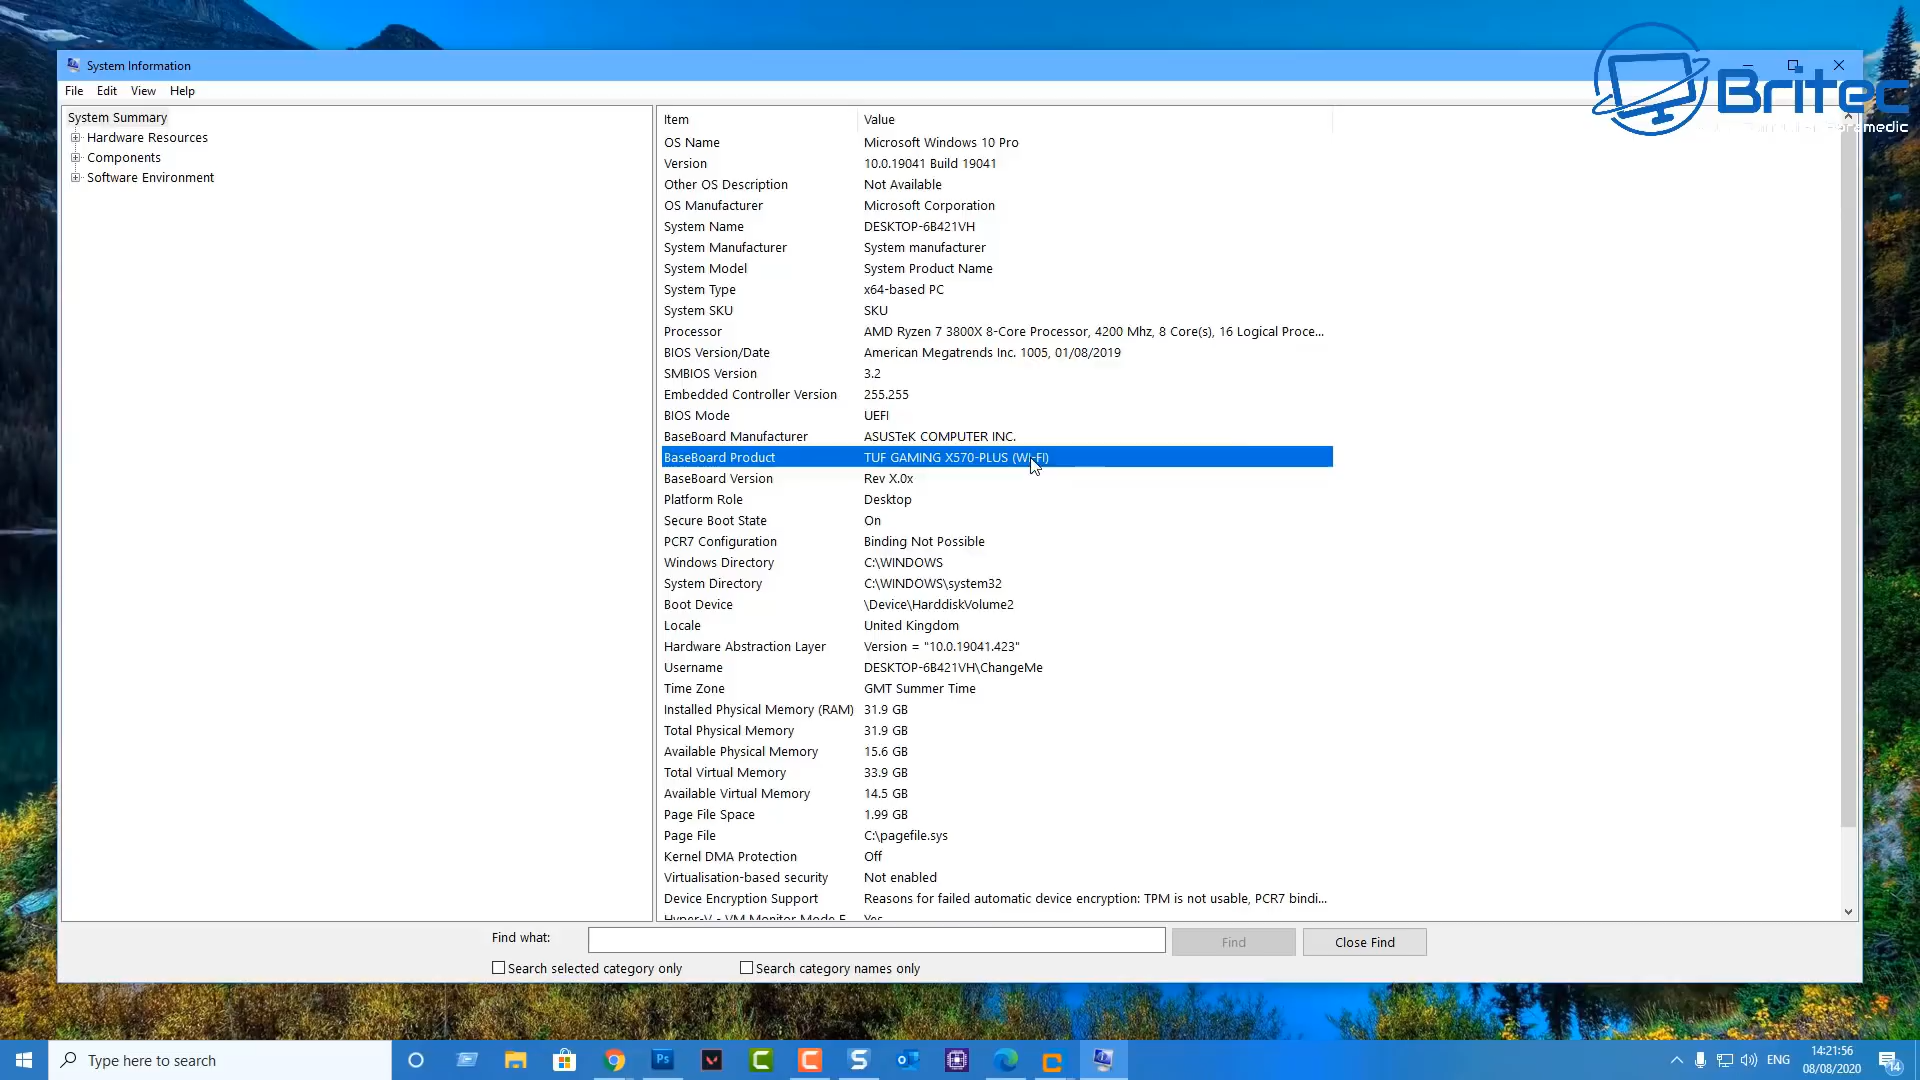 System Information
Britec
File Edit View Help
System Summary
Hardware Resources
Components
Software Environment
Item Value
OS Name Microsoft Windows 10 Pro
Version 10.0.19041 Build 19041
Other OS Description Not Available
OS Manufacturer Microsoft Corporation
System Name DESKTOP-6B421VH
System Manufacturer System manufacturer
System Model System Product Name
System Type x64-based PC
System SKU SKU
Processor AMD Ryzen 7 3800X 8-Core Processor, 4200 Mhz, 8 Core(s), 16 Logical Proce...
BIOS Version/Date American Megatrends Inc. 1005, 01/08/2019
SMBIOS Version 3.2
Embedded Controller Version 255.255
BIOS Mode UEFI
BaseBoard Manufacturer ASUSTeK COMPUTER INC.
BaseBoard Product TUF GAMING X570-PLUS (WI-FI)
BaseBoard Version Rev X.0x
Platform Role Desktop
Secure Boot State On
PCR7 Configuration Binding Not Possible
Windows Directory C:\WINDOWS
System Directory C:\WINDOWS\system32
Boot Device \Device\HarddiskVolume2
Locale United Kingdom
Hardware Abstraction Layer Version = "10.0.19041.423"
Username DESKTOP-6B421VH\ChangeMe
Time Zone GMT Summer Time
Installed Physical Memory (RAM) 31.9 GB
Total Physical Memory 31.9 GB
Available Physical Memory 15.6 GB
Total Virtual Memory 33.9 GB
Available Virtual Memory 14.5 GB
Page File Space 1.99 GB
Page File C:\pagefile.sys
Kernel DMA Protection Off
Virtualisation-based security Not enabled
Device Encryption Support Reasons for failed automatic device encryption: TPM is not usable, PCR7 bindi...
Hyper-V - VM Monitor Mode E Yes
Find what: Find Close Find
Search selected category only Search category names only
Type here to search Ps ENG 14:21:56
08/08/2020 14